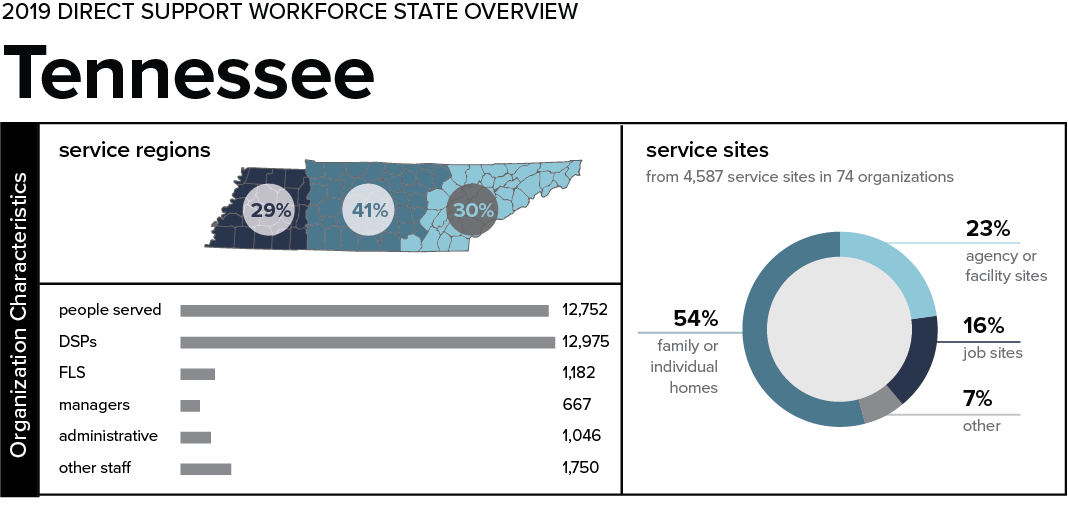 2019 DIRECT SUPPORT WORKFORCE STATE OVERVIEW
Tennessee
Organization Characteristics
service regions
29%
41%
30%
people served 12,752
DSPs 12,975
FLS 1,182
managers 667
administrative 1,046
other staff 1,750
service sites
from 4,587 service sites in 74 organizations
23%
agency or
facility sites
16%
job sites
7%
other
54%
family or
individual
homes